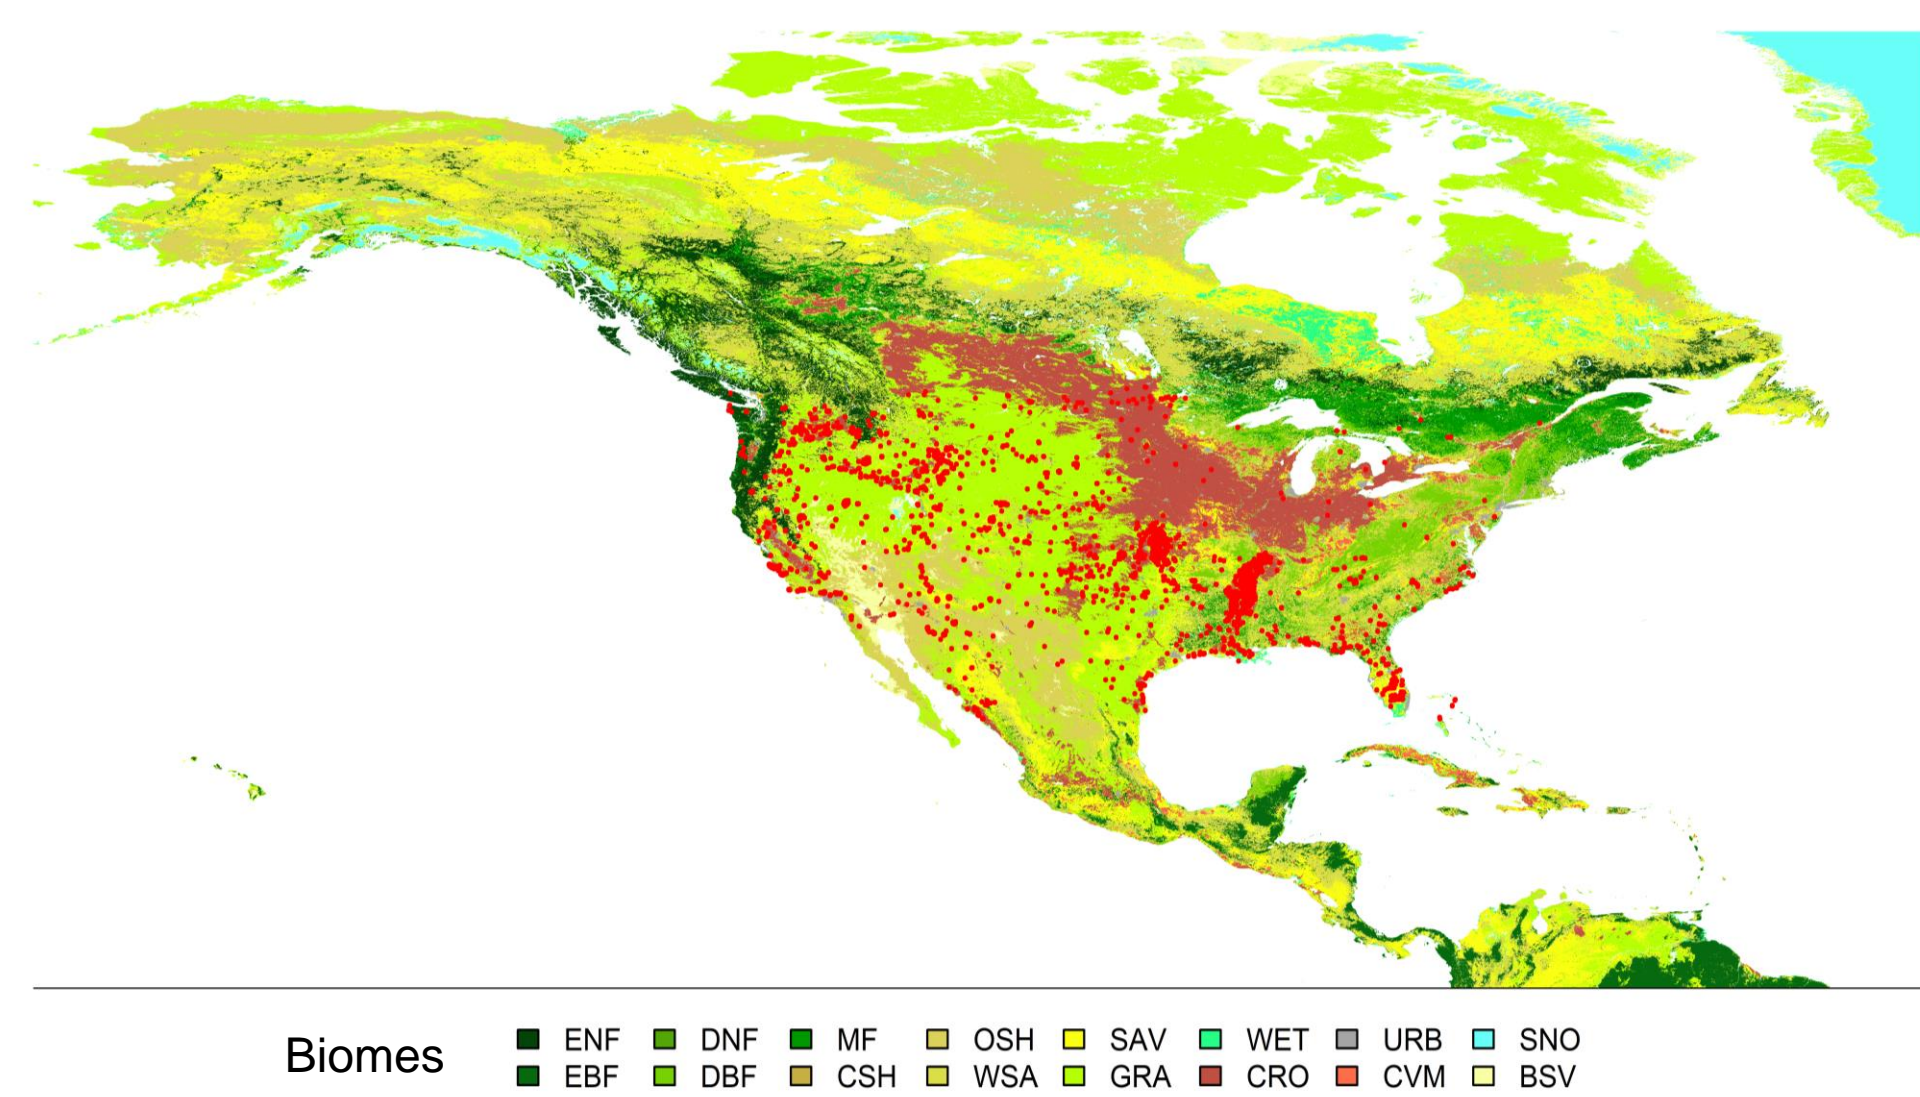 Biomes
ENF DNF MF OSH SAV WET URB SNO
EBF DBF CSH WSA GRA CRO CVM BSV